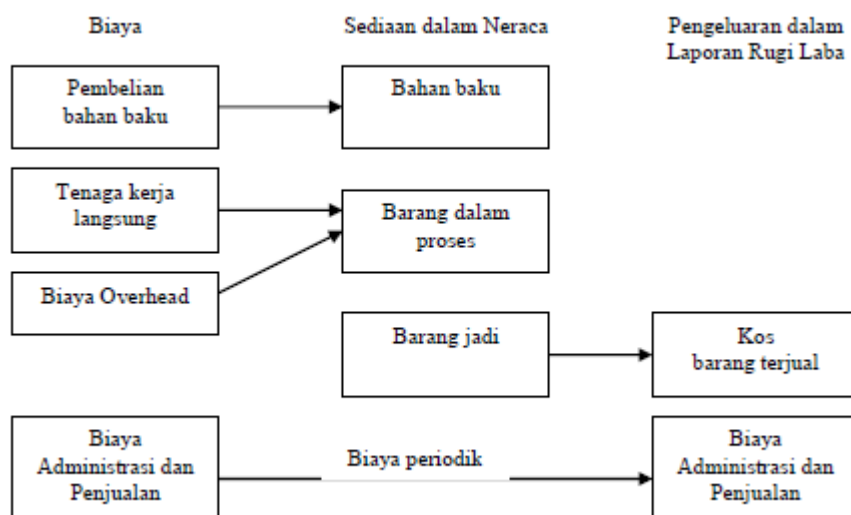 Biaya
Sediaan dalam Neraca
Pengeluaran dalam
Laporan Rugi Laba
Pembelian
bahan baku
Bahan baku
Tenaga kerja
langsung
Barang dalam
proses
Biaya Overhead
Barang jadi
Kos
barang terjual
Biaya
Administrasi dan
Penjualan
Biaya periodik
Biaya
Administrasi dan
Penjualan